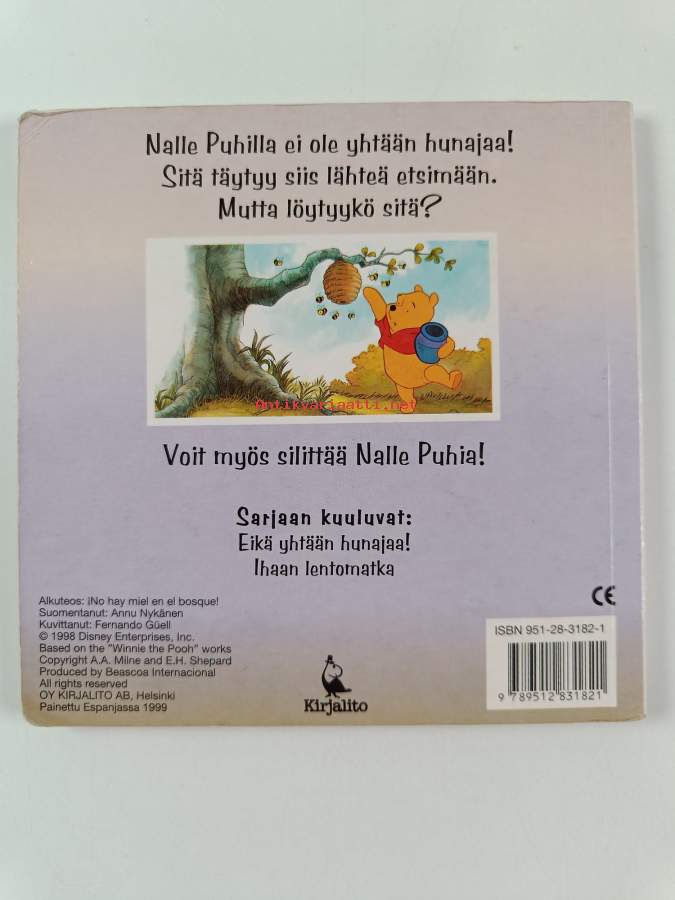 Nalle Puhilla ei ole yhtään hunajaa!
Sitä täytyy siis lähteä etsimään.
Mutta löytyykö sitä?
Antikvariaatti.net
Voit myös silittää Nalle Puhia!
Sarjaan kuuluvat:
Eikä yhtään hunajaa!
Ihaan lentomatka
Alkuteos: ¡No hay miel en el bosque!
Suomentanut: Annu Nykänen
Kuvittanut: Fernando Güell
© 1998 Disney Enterprises, Inc.
Based on the "Winnie the Pooh" works
Copyright A.A. Milne and E.H. Shepard
Produced by Beascoa Internacional
All rights reserved
OY KIRJALITO AB, Helsinki
Painettu Espanjassa 1999
Kirjalito
CE
ISBN 951-28-3182-1
9 789512 831821